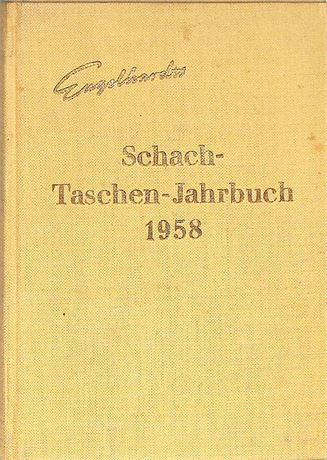 Engelhardts
Schach-
Taschen-Jahrbuch
1958